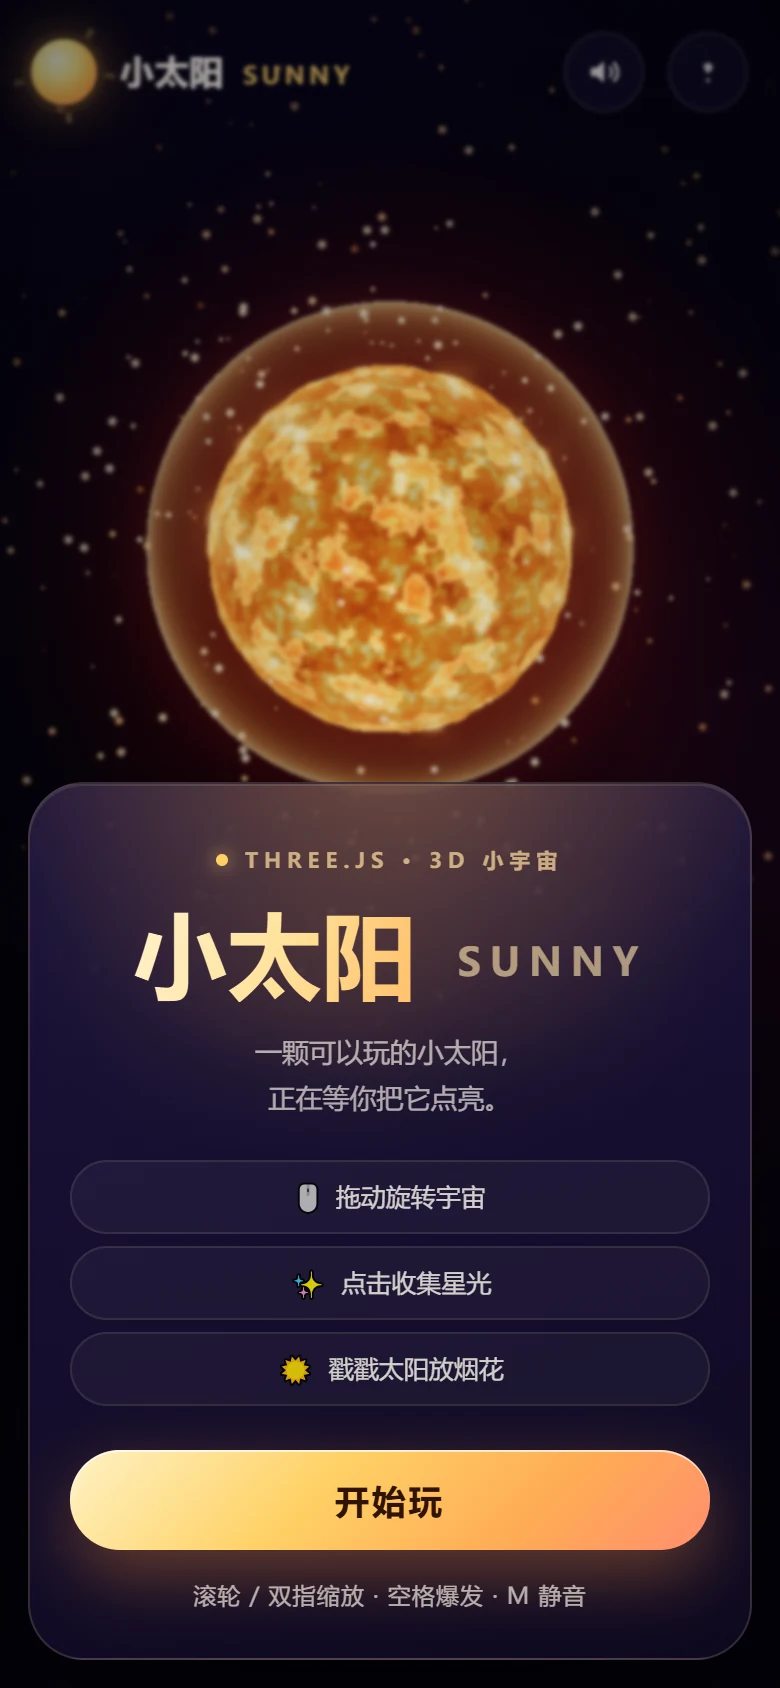 小太阳 SUNNY
THREE.JS • 3D 小宇宙
小太阳 SUNNY
一颗可以玩的小太阳，
正在等你把它点亮。
拖动旋转宇宙
点击收集星光
戳戳太阳放烟花
开始玩
滚轮 / 双指缩放 · 空格爆发 · M 静音